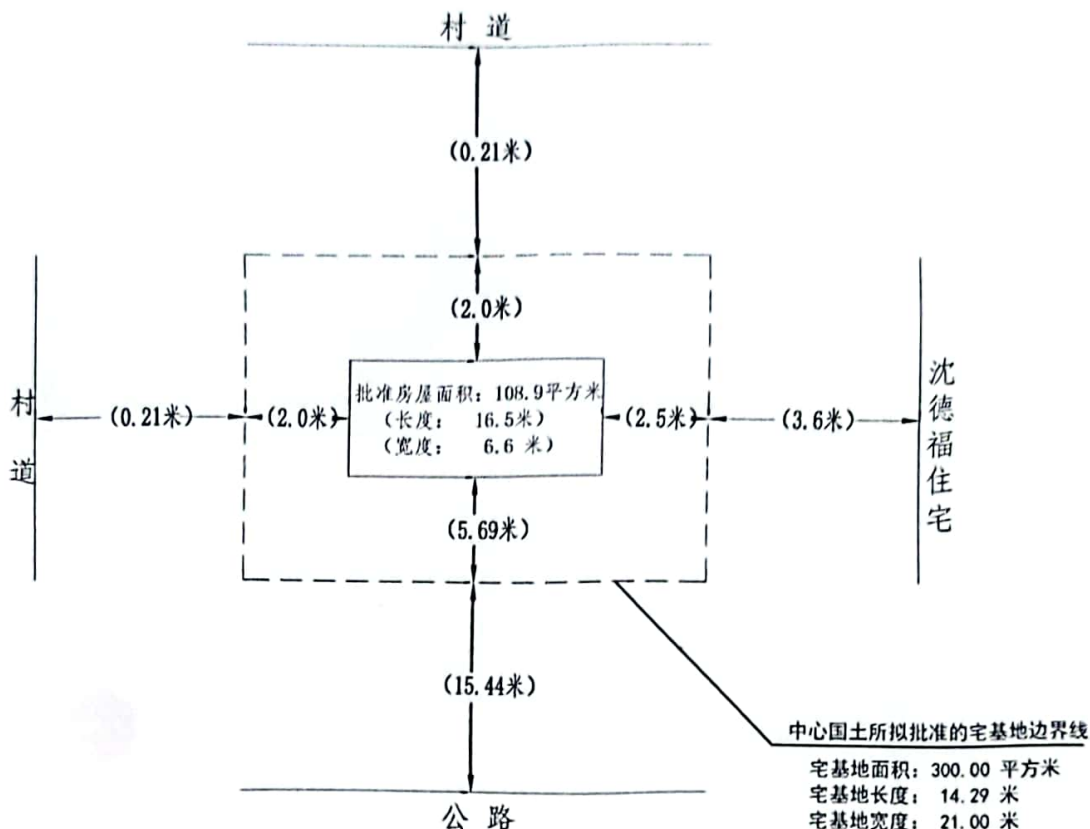 村 道
(0.21米)
(2.0米)
批准房屋面积：108.9平方米
(长度： 16.5米)
(宽度： 6.6 米)
村道
(0.21米)
(2.0米)
(2.5米)
(3.6米)
沈德福住宅
(5.69米)
(15.44米)
公 路
中心国土所拟批准的宅基地边界线
宅基地面积：300.00 平方米
宅基地长度： 14.29 米
宅基地宽度： 21.00 米